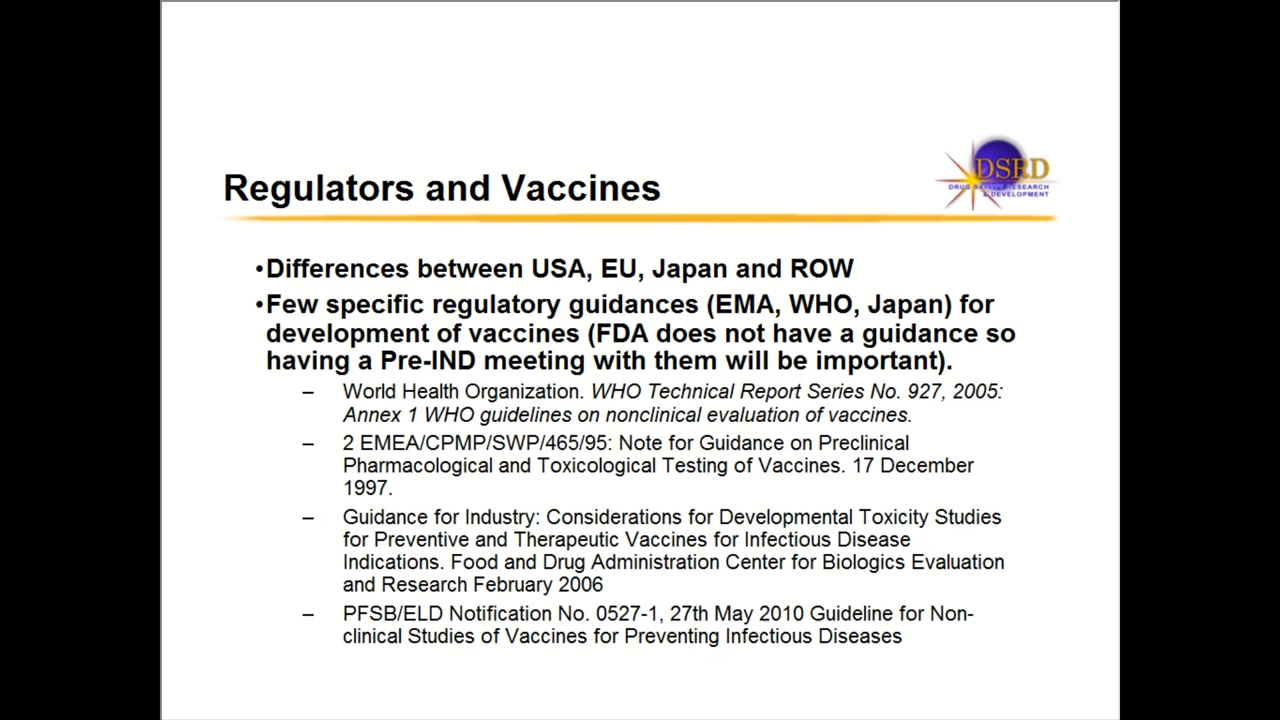 DSRD
DRUG SAFETY RESEARCH
& DEVELOPMENT
Regulators and Vaccines
•Differences between USA, EU, Japan and ROW
•Few specific regulatory guidances (EMA, WHO, Japan) for
development of vaccines (FDA does not have a guidance so
having a Pre-IND meeting with them will be important).
– World Health Organization. WHO Technical Report Series No. 927, 2005:
Annex 1 WHO guidelines on nonclinical evaluation of vaccines.
– 2 EMEA/CPMP/SWP/465/95: Note for Guidance on Preclinical
Pharmacological and Toxicological Testing of Vaccines. 17 December
1997.
– Guidance for Industry: Considerations for Developmental Toxicity Studies
for Preventive and Therapeutic Vaccines for Infectious Disease
Indications. Food and Drug Administration Center for Biologics Evaluation
and Research February 2006
– PFSB/ELD Notification No. 0527-1, 27th May 2010 Guideline for Non-
clinical Studies of Vaccines for Preventing Infectious Diseases